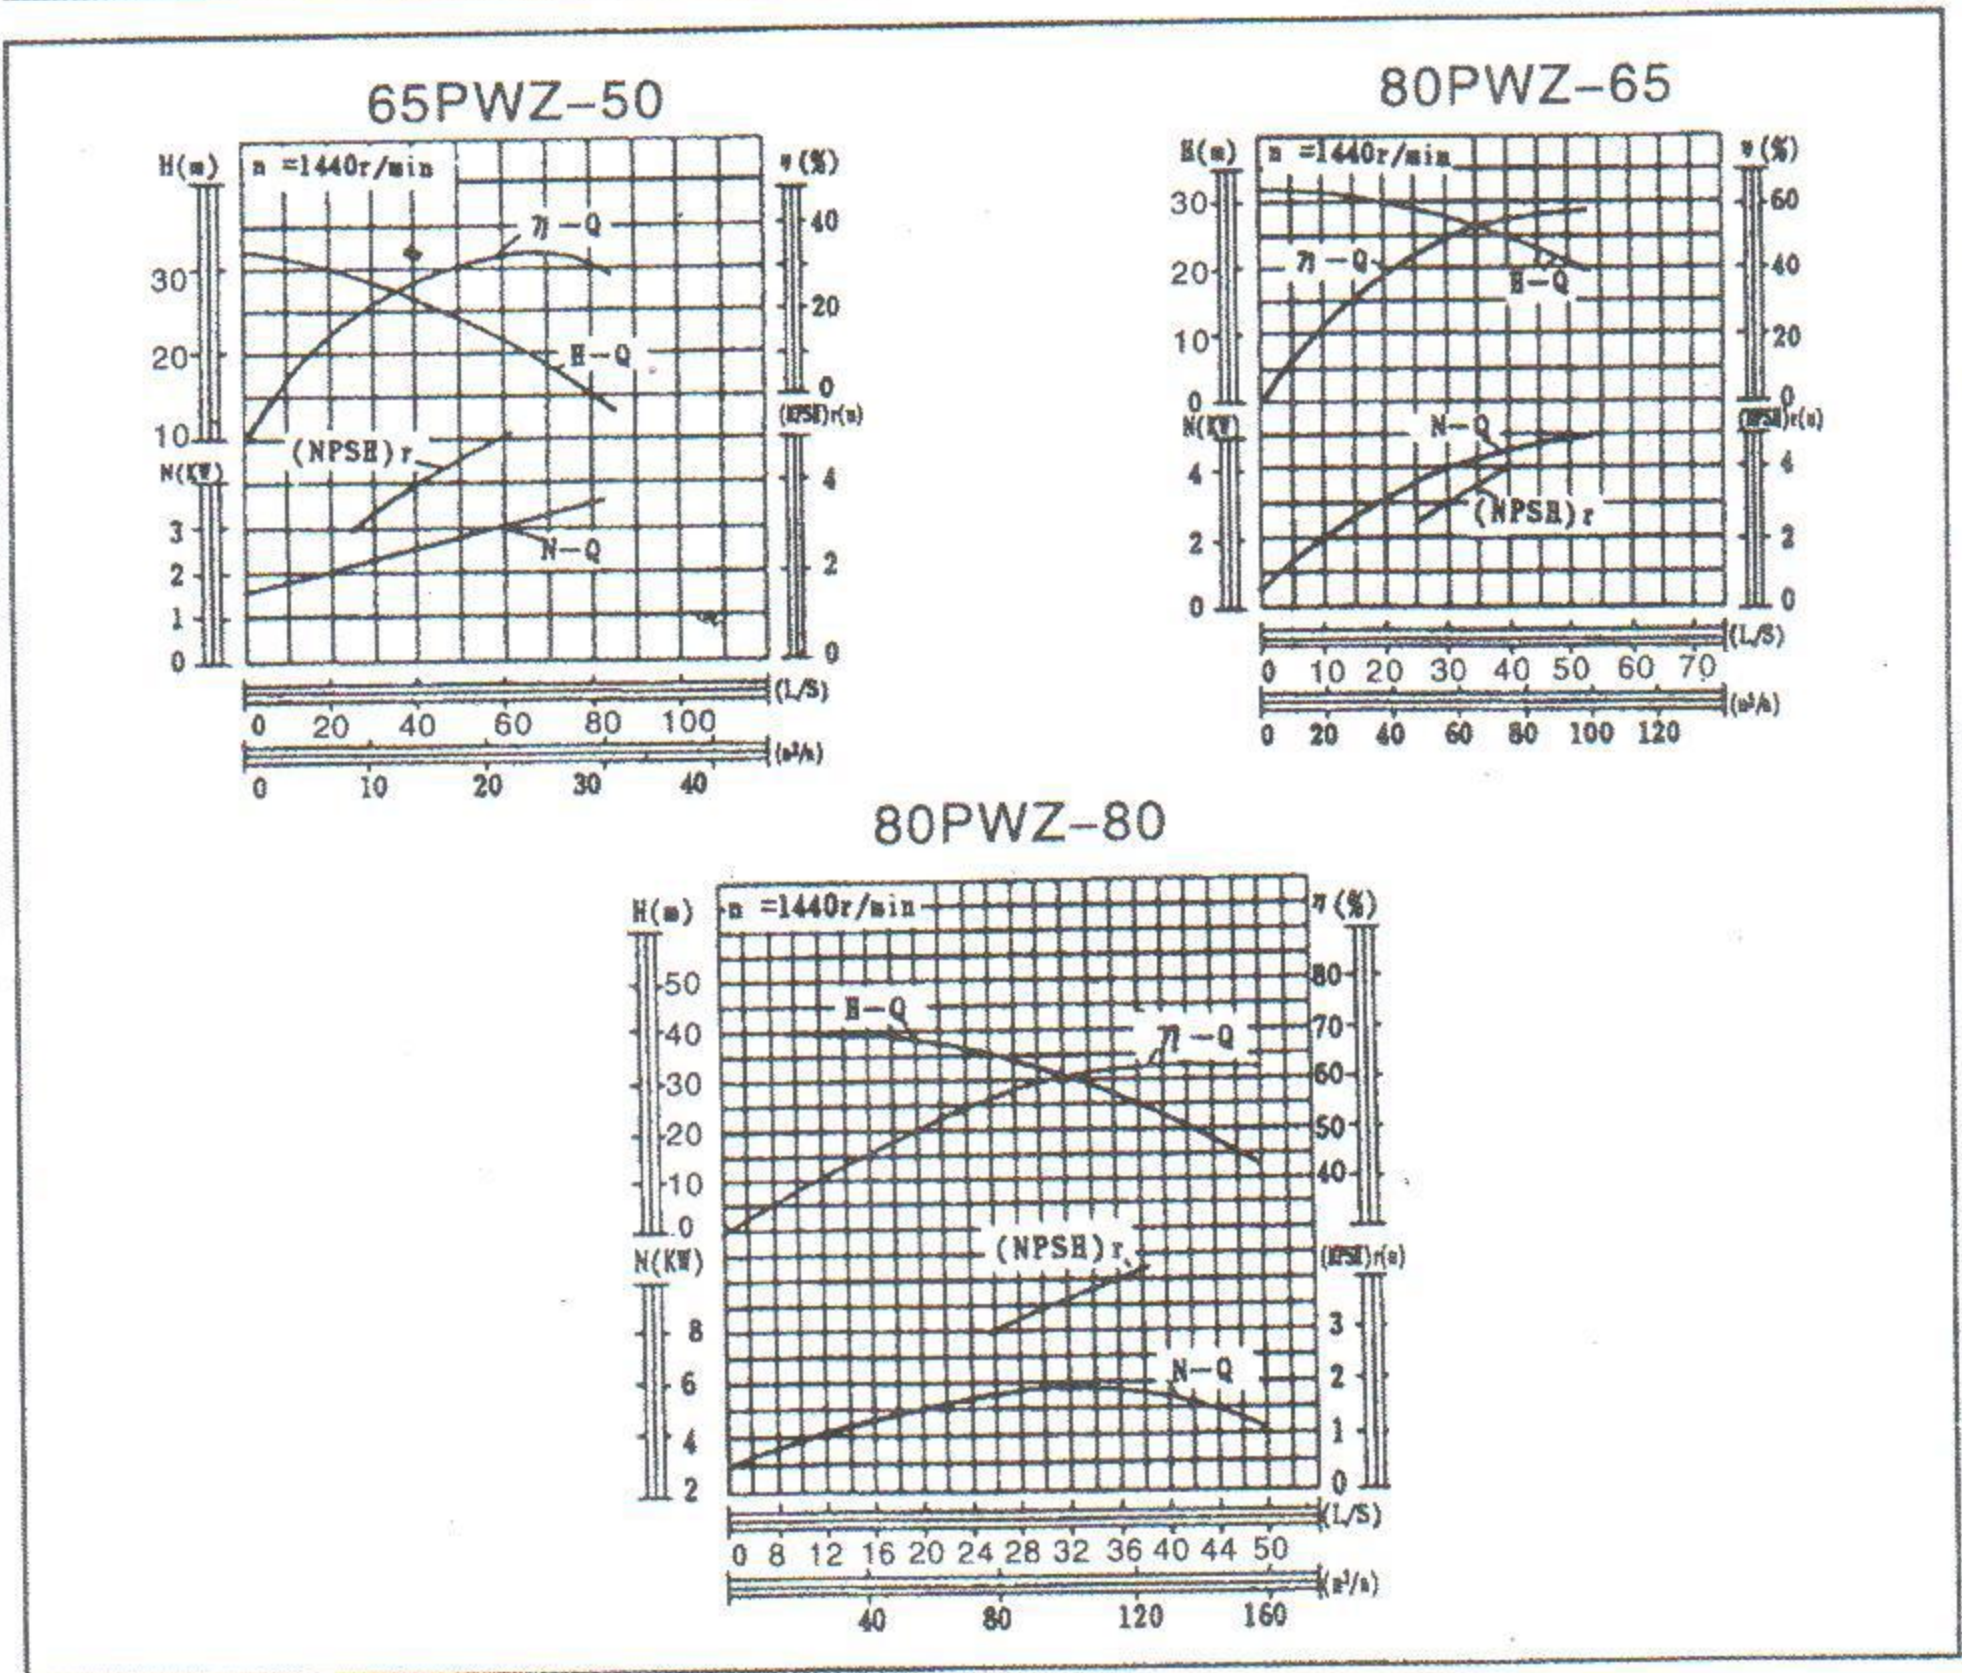 65PWZ-50
H(m)
n =1440r/min
η(%)
40
η-Q
30
20
H-Q
20
0
(NPSH)r(m)
10
(NPSH)r
N(KW)
4
3
N-Q
2
2
1
0
0
(L/S)
0 20 40 60 80 100
(m³/h)
0 10 20 30 40
80PWZ-65
H(m)
n =1440r/min
η(%)
30
60
η-Q
20
40
H-Q
10
20
0
0
N(KW)
N-Q
(NPSH)r(m)
4
4
(NPSH)r
2
2
0
0
(L/S)
0 10 20 30 40 50 60 70
(m³/h)
0 20 40 60 80 100 120
80PWZ-80
H(m)
n =1440r/min
η(%)
50
80
H-Q
40
70
η-Q
30
60
20
50
10
40
0
N(KW)
(NPSH)r
(NPSH)r(m)
8
3
N-Q
6
2
4
1
2
0
(L/S)
0 8 12 16 20 24 28 32 36 40 44 50
(m³/h)
40 80 120 160